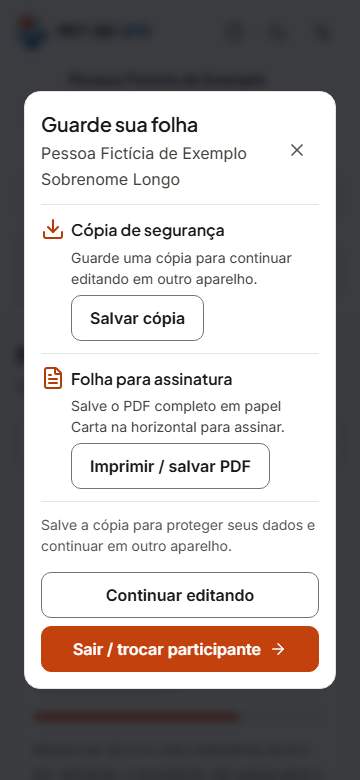 Guarde sua folha
Pessoa Fictícia de Exemplo
Sobrenome Longo
Cópia de segurança
Guarde uma cópia para continuar
editando em outro aparelho.
Salvar cópia
Folha para assinatura
Salve o PDF completo em papel
Carta na horizontal para assinar.
Imprimir / salvar PDF
Salve a cópia para proteger seus dados e
continuar em outro aparelho.
Continuar editando
Sair / trocar participante →